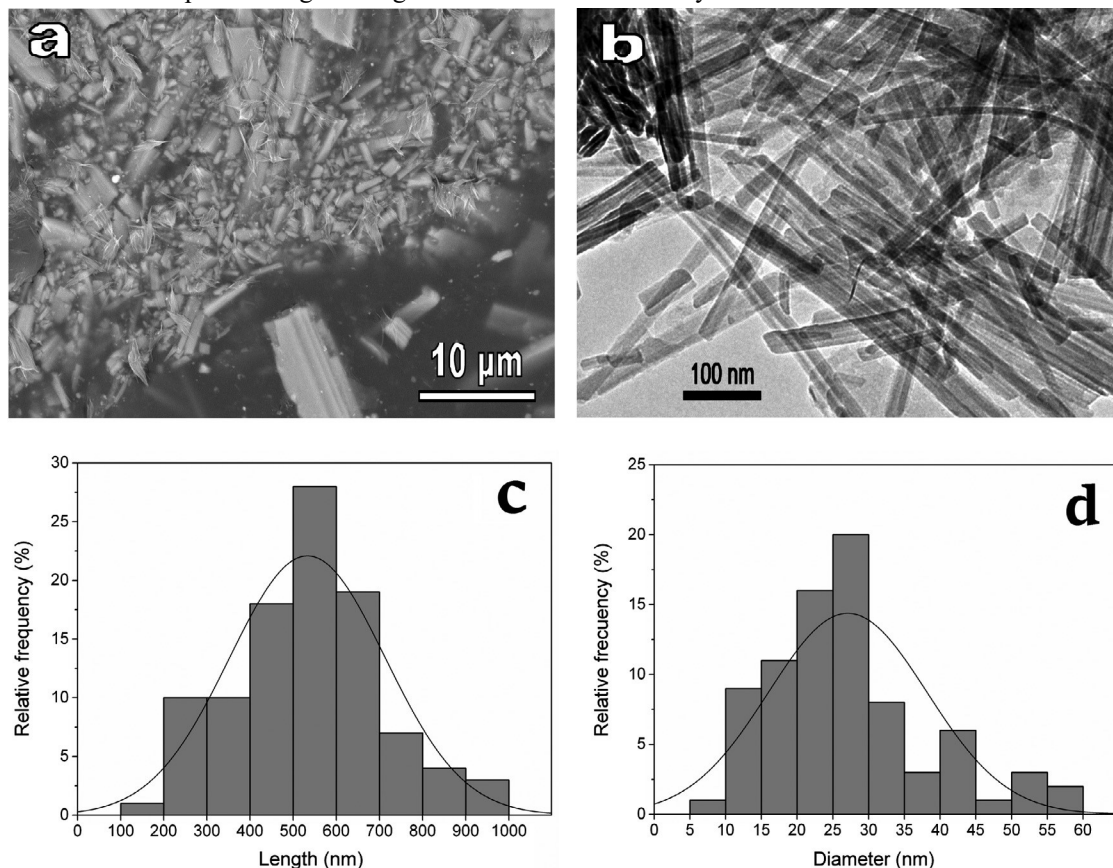 a
10 µm
b
100 nm
c
Relative frequency (%)
30
25
20
15
10
5
0
0 100 200 300 400 500 600 700 800 900 1000
Length (nm)
d
Relative frecuency (%)
25
20
15
10
5
0
0 5 10 15 20 25 30 35 40 45 50 55 60
Diameter (nm)